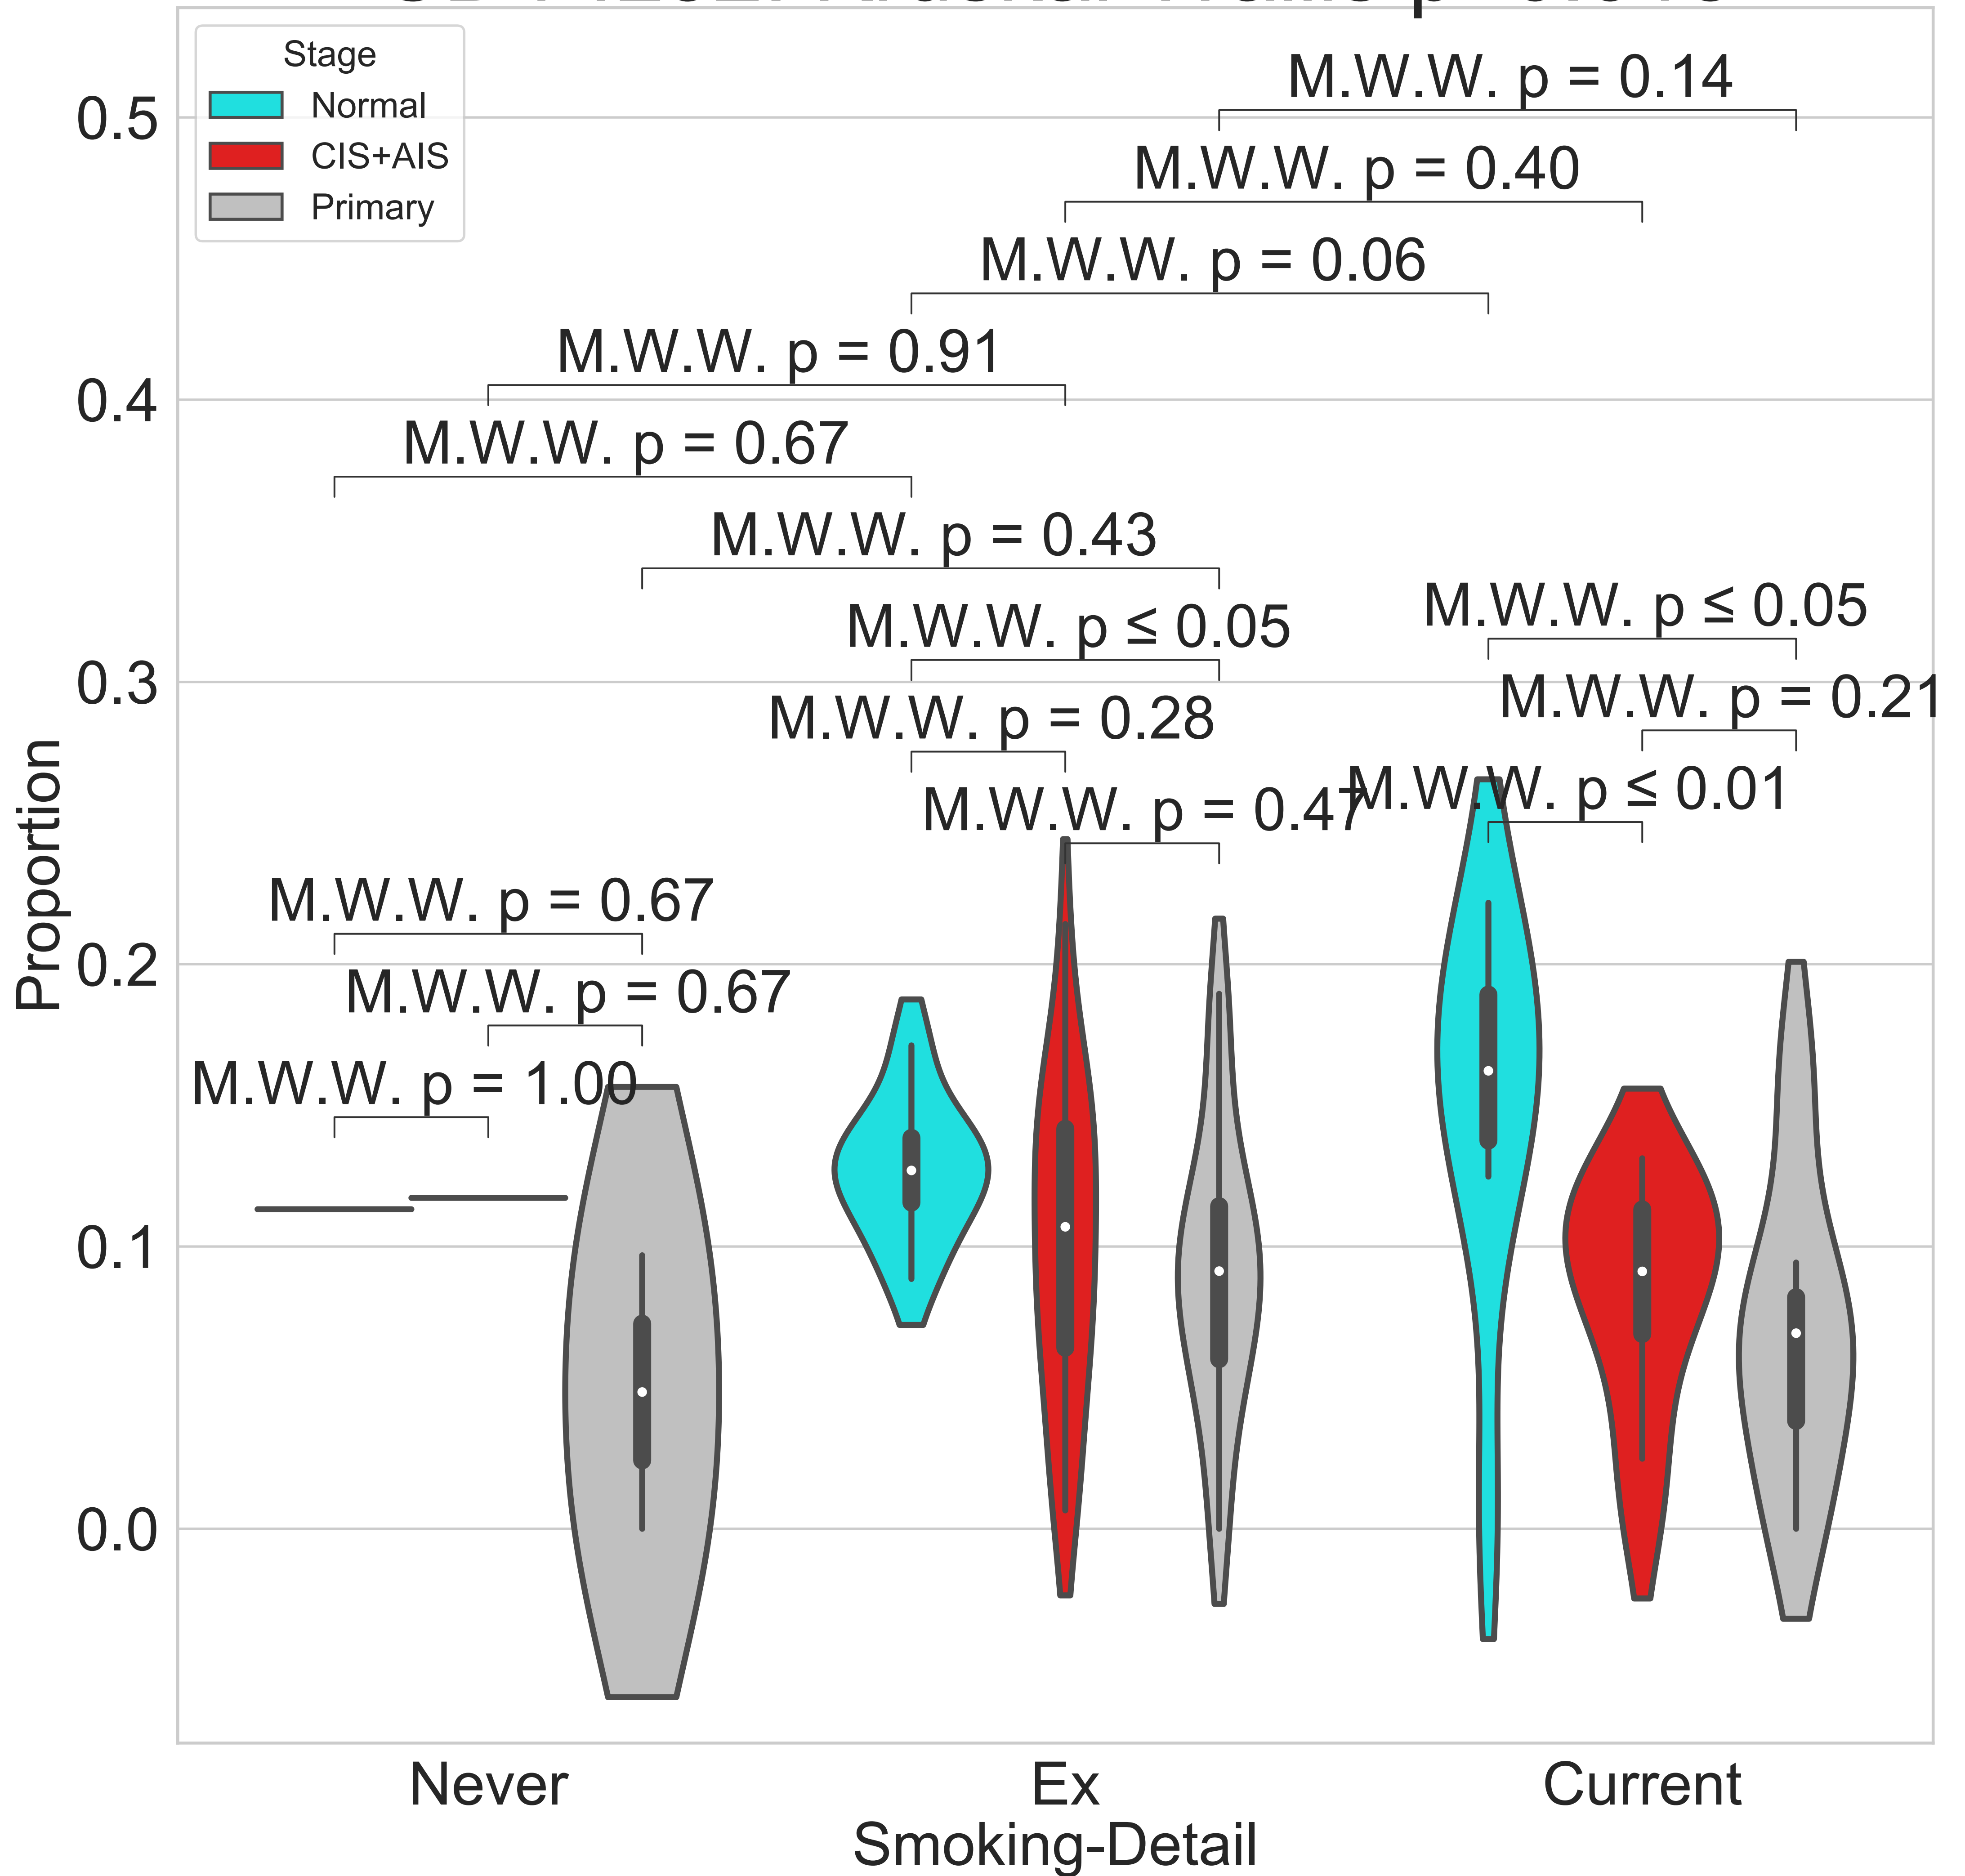 Stage
Normal
CIS+AIS
Primary
M.W.W. p = 0.14
M.W.W. p = 0.40
M.W.W. p = 0.06
M.W.W. p = 0.91
M.W.W. p = 0.67
M.W.W. p = 0.43
M.W.W. p ≤ 0.05
M.W.W. p ≤ 0.05
M.W.W. p = 0.28
M.W.W. p = 0.21
M.W.W. p = 0.47
M.W.W. p ≤ 0.01
M.W.W. p = 0.67
M.W.W. p = 0.67
M.W.W. p = 1.00
0.5
0.4
0.3
0.2
0.1
0.0
Proportion
Never
Ex
Current
Smoking-Detail